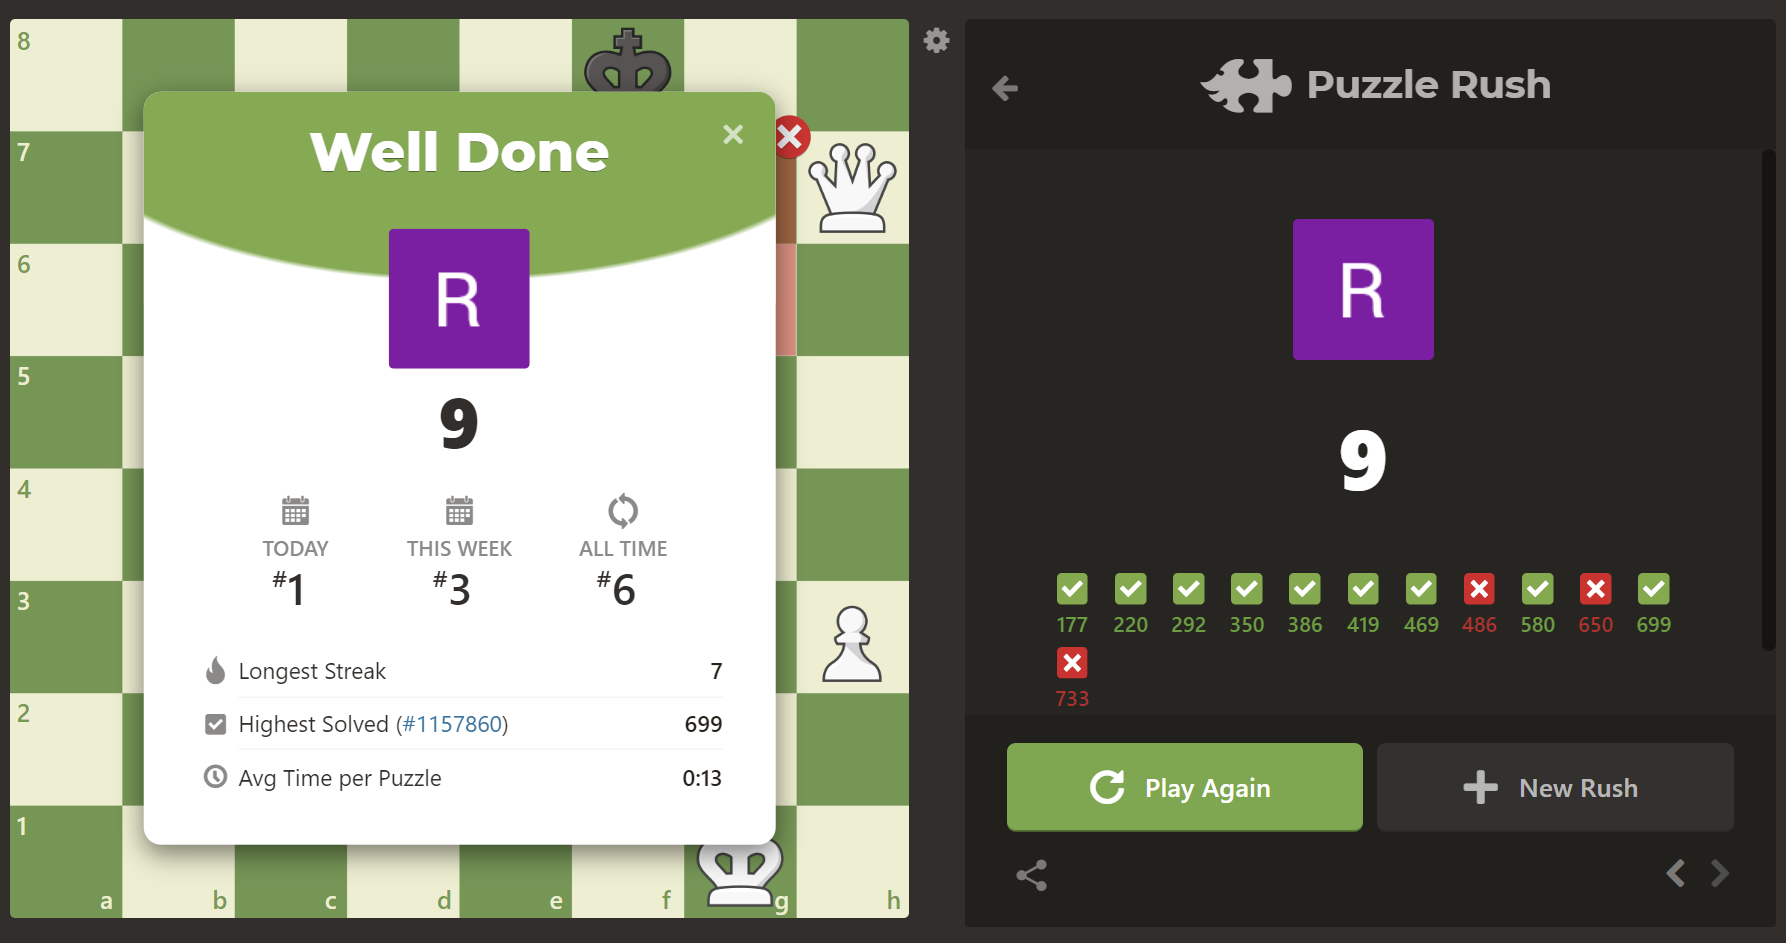 8
7
6
5
4
3
2
1
a b c d e f g h
Well Done
R
9
TODAY THIS WEEK ALL TIME
#1 #3 #6
Longest Streak 7
Highest Solved (#1157860) 699
Avg Time per Puzzle 0:13
Puzzle Rush
R
9
177 220 292 350 386 419 469 486 580 650 699
733
Play Again New Rush